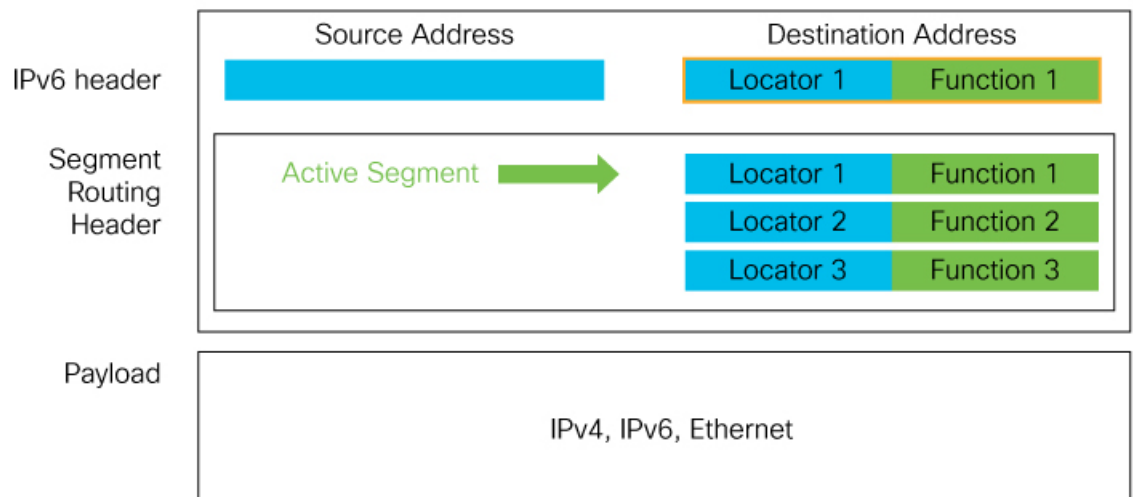 Source Address
Destination Address
IPv6 header
Locator 1
Function 1
Segment
Routing
Header
Active Segment
Locator 1
Function 1
Locator 2
Function 2
Locator 3
Function 3
Payload
IPv4, IPv6, Ethernet